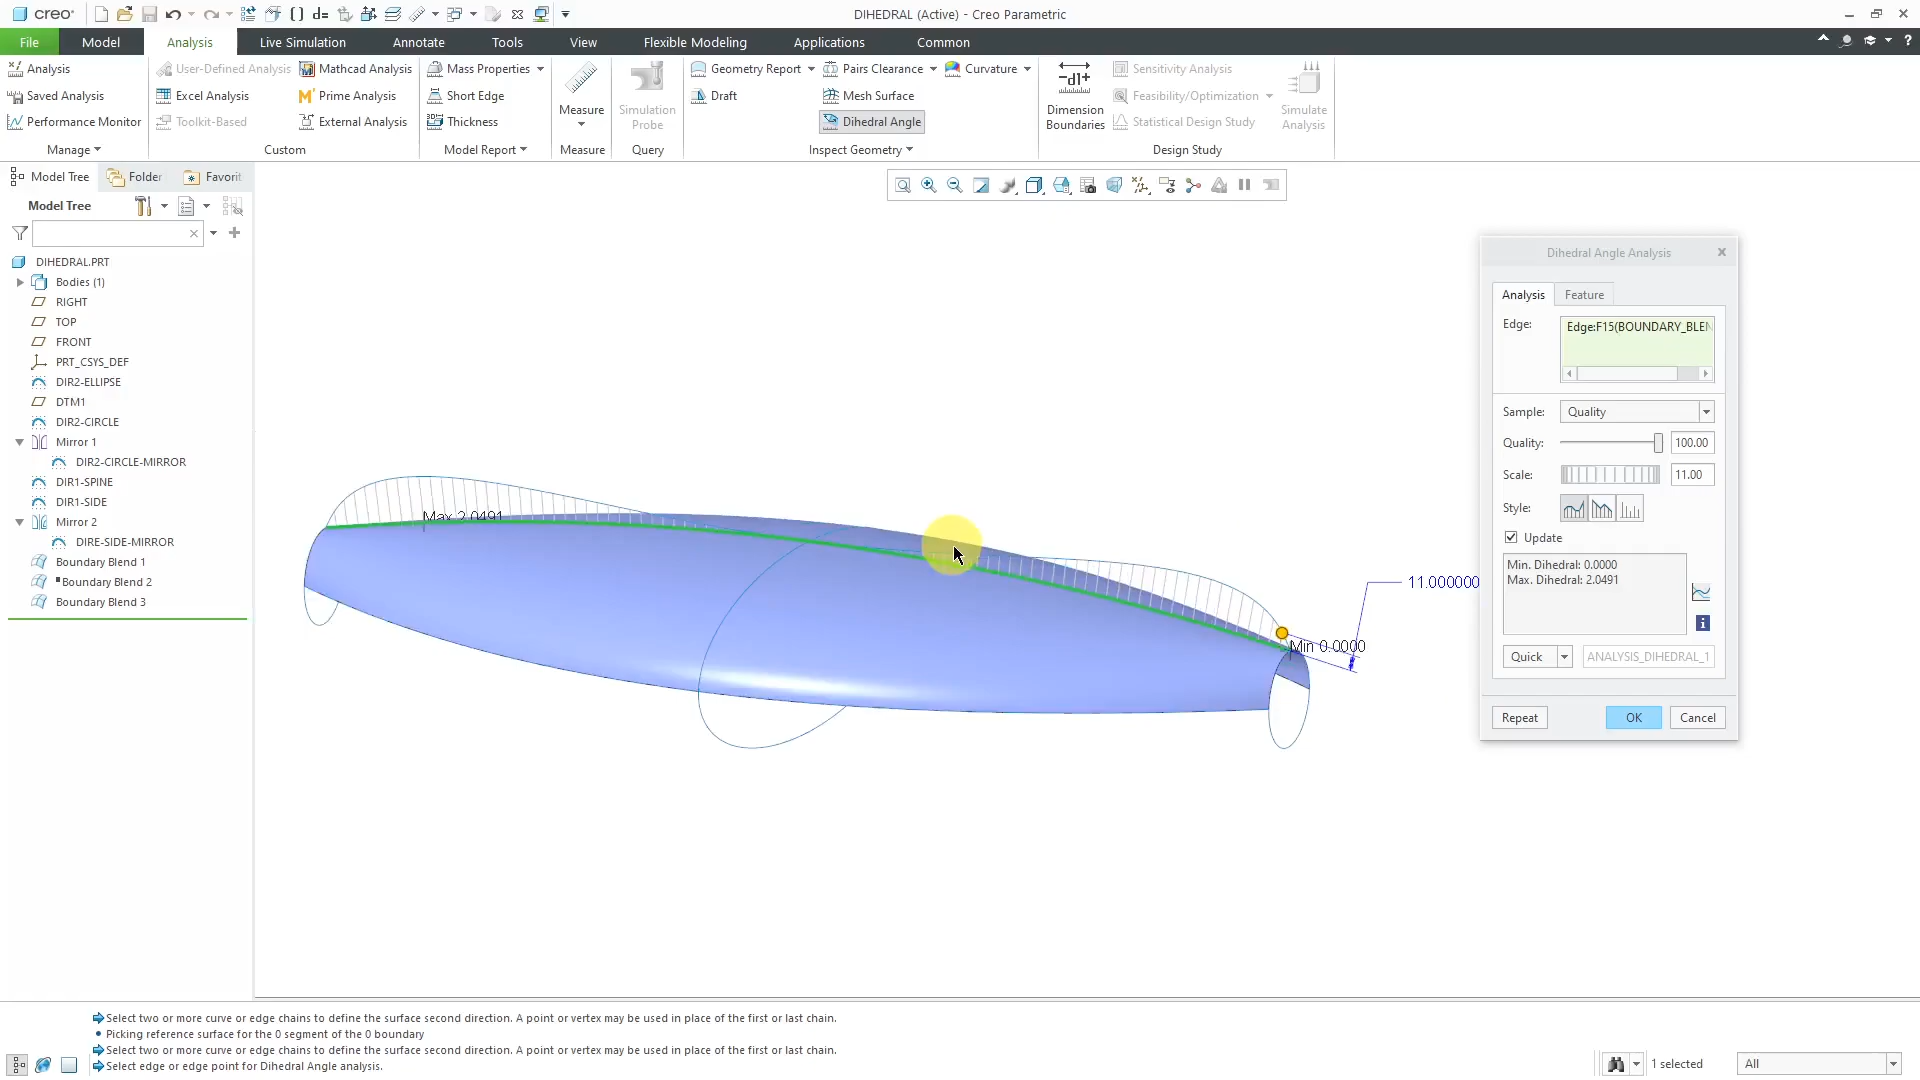 creo®
DIHEDRAL (Active) - Creo Parametric
File
Model
Analysis
Live Simulation
Annotate
Tools
View
Flexible Modeling
Applications
Common
Analysis
Saved Analysis
Performance Monitor
Manage
User-Defined Analysis
Excel Analysis
Toolkit-Based
Mathcad Analysis
Prime Analysis
External Analysis
Custom
Mass Properties
Short Edge
Thickness
Model Report
Measure
Measure
Simulation
Probe
Query
Geometry Report
Draft
Pairs Clearance
Mesh Surface
Dihedral Angle
Curvature
Inspect Geometry
Dimension
Boundaries
Sensitivity Analysis
Feasibility/Optimization
Statistical Design Study
Simulate
Analysis
Design Study
Model Tree
Folder
Favorit
Model Tree
DIHEDRAL.PRT
Bodies (1)
RIGHT
TOP
FRONT
PRT_CSYS_DEF
DIR2-ELLIPSE
DTM1
DIR2-CIRCLE
Mirror 1
DIR2-CIRCLE-MIRROR
DIR1-SPINE
DIR1-SIDE
Mirror 2
DIRE-SIDE-MIRROR
Boundary Blend 1
Boundary Blend 2
Boundary Blend 3
Max 2.0491
Min 0.0000
11.000000
Dihedral Angle Analysis
Analysis
Feature
Edge:
Edge:F15(BOUNDARY_BLEN
Sample:
Quality
Quality:
100.00
Scale:
11.00
Style:
Update
Min. Dihedral: 0.0000
Max. Dihedral: 2.0491
Quick
ANALYSIS_DIHEDRAL_1
Repeat
OK
Cancel
Select two or more curve or edge chains to define the surface second direction. A point or vertex may be used in place of the first or last chain.
• Picking reference surface for the 0 segment of the 0 boundary
Select two or more curve or edge chains to define the surface second direction. A point or vertex may be used in place of the first or last chain.
Select edge or edge point for Dihedral Angle analysis.
1 selected
All